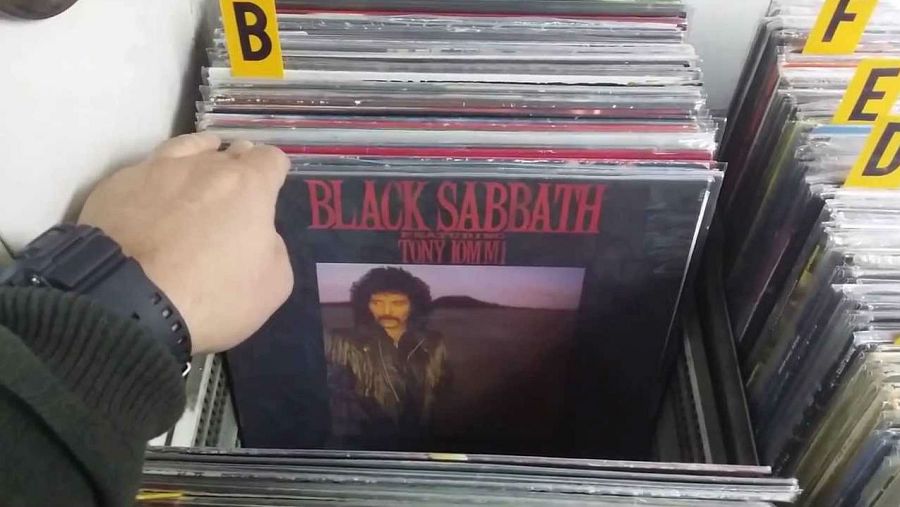 B
F
E
D
BLACK SABBATH
FEATURING
TONY IOMMI